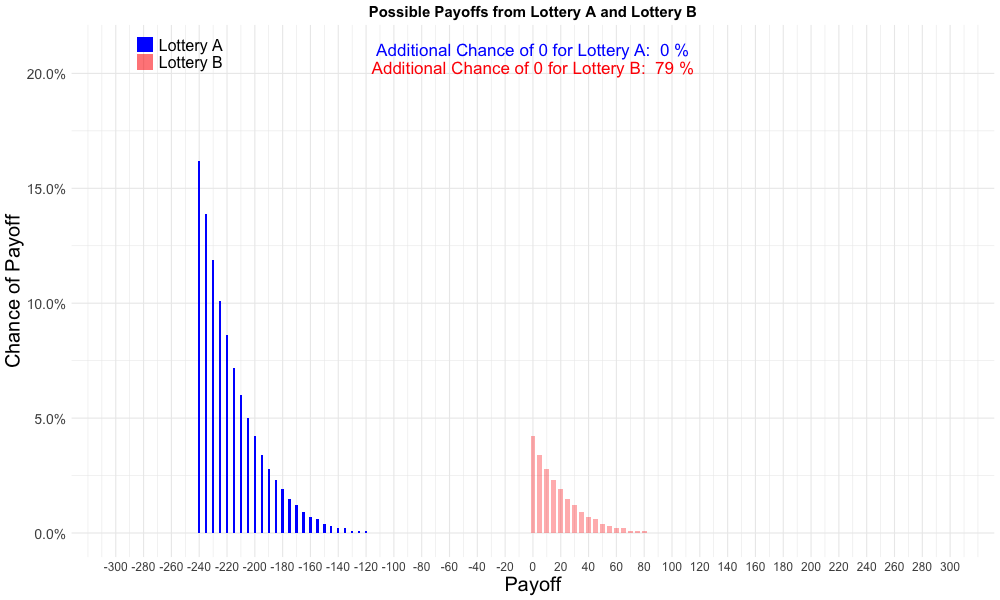 Possible Payoffs from Lottery A and Lottery B
Lottery A
Lottery B
Additional Chance of 0 for Lottery A:  0 %
Additional Chance of 0 for Lottery B:  79 %
Chance of Payoff
20.0%
15.0%
10.0%
5.0%
0.0%
-300 -280 -260 -240 -220 -200 -180 -160 -140 -120 -100 -80 -60 -40 -20 0 20 40 60 80 100 120 140 160 180 200 220 240 260 280 300
Payoff